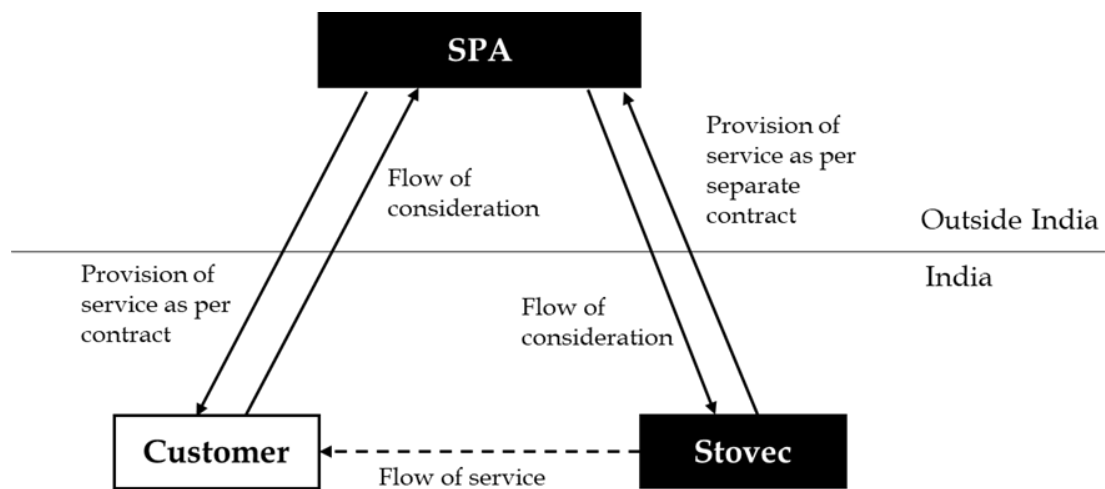 SPA
Provision of
service as per
separate
contract
Flow of
consideration
Outside India
India
Provision of
service as per
contract
Flow of
consideration
Customer
Stovec
Flow of service